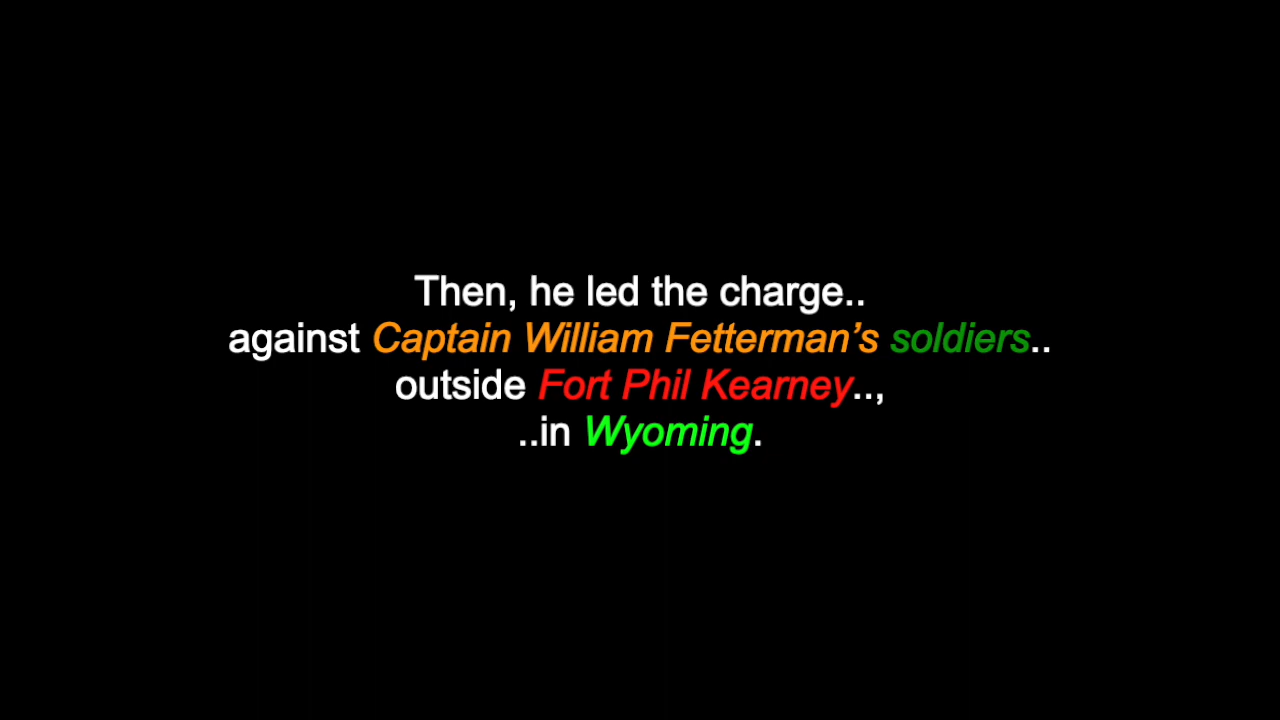 Then, he led the charge..
against Captain William Fetterman’s soldiers..
outside Fort Phil Kearney..,
..in Wyoming.